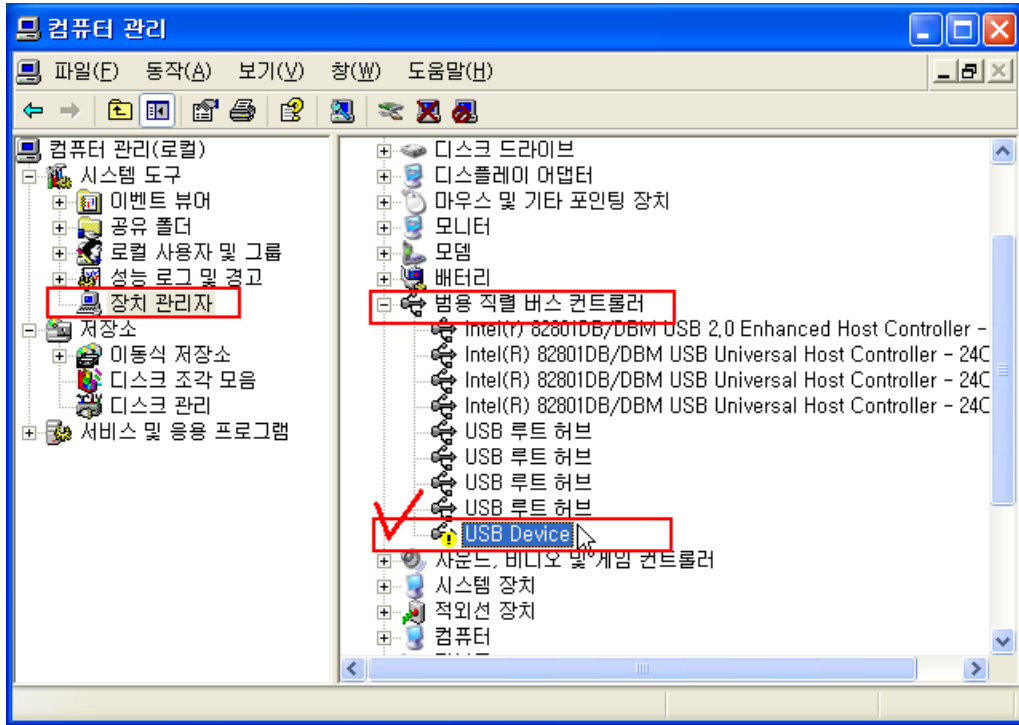 컴퓨터 관리
파일(F) 동작(A) 보기(V) 창(W) 도움말(H)
컴퓨터 관리(로컬)
시스템 도구
이벤트 뷰어
공유 폴더
로컬 사용자 및 그룹
성능 로그 및 경고
장치 관리자
저장소
이동식 저장소
디스크 조각 모음
디스크 관리
서비스 및 응용 프로그램
디스크 드라이브
디스플레이 어댑터
마우스 및 기타 포인팅 장치
모니터
모뎀
배터리
범용 직렬 버스 컨트롤러
Intel(r) 82801DB/DBM USB 2.0 Enhanced Host Controller -
Intel(R) 82801DB/DBM USB Universal Host Controller - 24C
Intel(R) 82801DB/DBM USB Universal Host Controller - 24C
Intel(R) 82801DB/DBM USB Universal Host Controller - 24C
USB 루트 허브
USB 루트 허브
USB 루트 허브
USB 루트 허브
USB Device
사운드, 비디오 및 게임 컨트롤러
시스템 장치
적외선 장치
컴퓨터